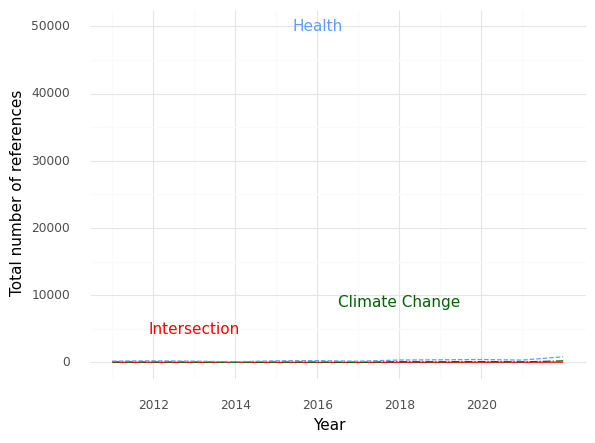 50000
Health
40000
30000
20000
10000
Climate Change
Intersection
0
2012 2014 2016 2018 2020
Year
Total number of references